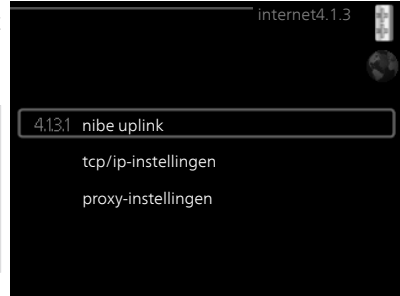 internet4.1.3
4.1.3.1 nibe uplink
tcp/ip-instellingen
proxy-instellingen